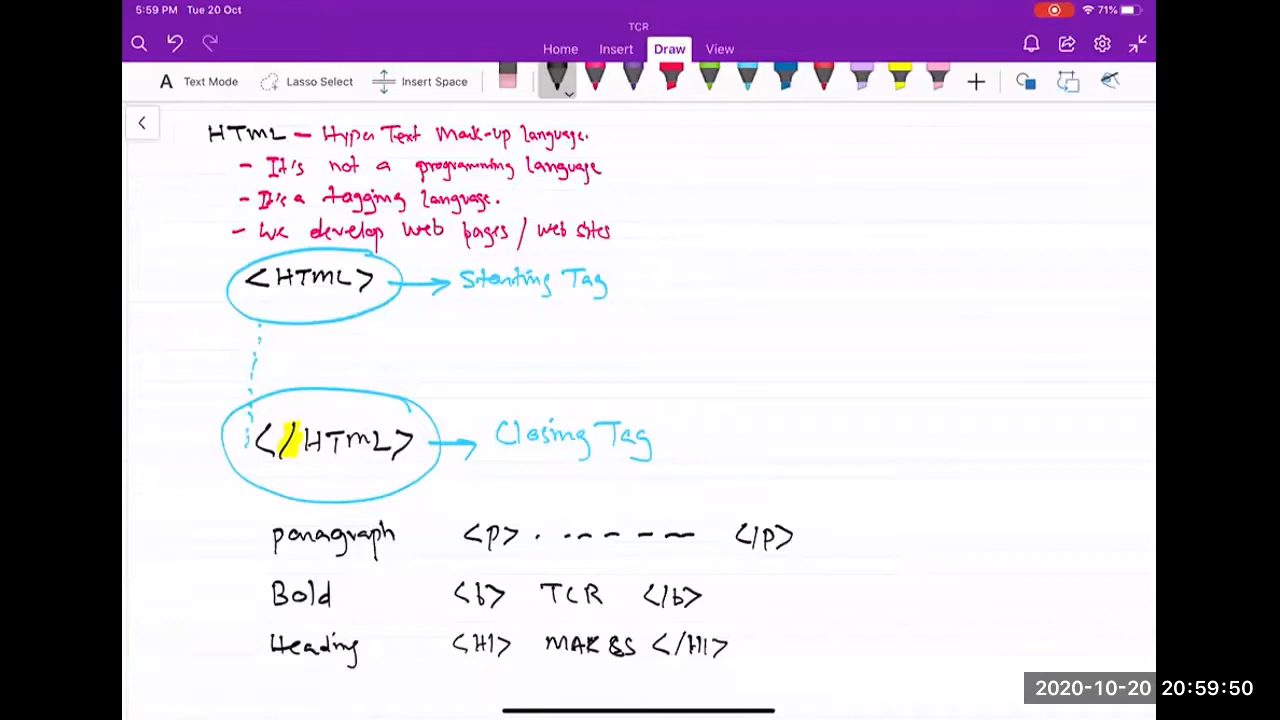 5:59 PM Tue 20 Oct
71%
TCR
Home Insert Draw View
A Text Mode Lasso Select Insert Space
HTML - Hyper Text Mark-up language.
- It's not a programming language
- It's a tagging language.
- We develop web pages / web sites
<HTML> → Starting Tag
</HTML> → Closing Tag
paragraph <p> . -- - - - - </p>
Bold <b> TCR </b>
Heading <H1> MAK &S </H1>
2020-10-20 20:59:50